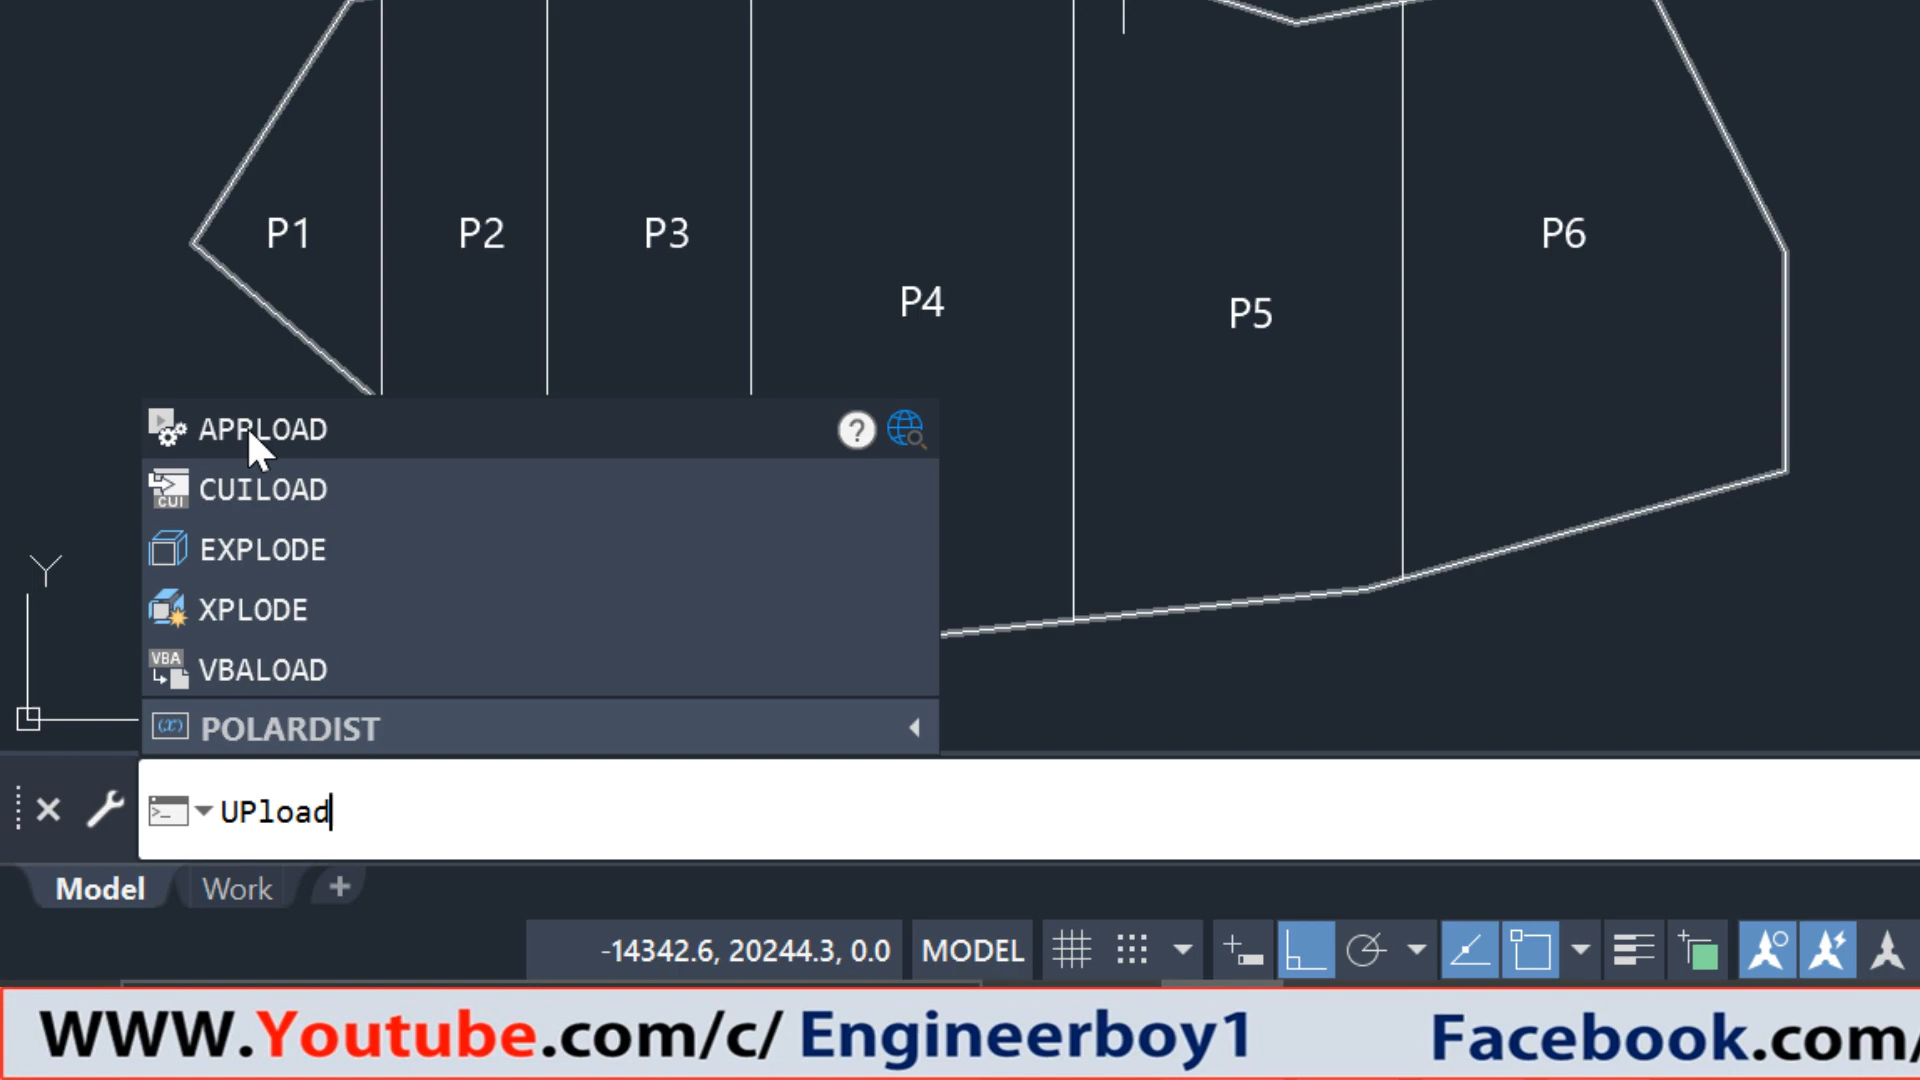 P1 P2 P3 P6
P4 P5
APPLOAD ?
CUI CUILOAD
EXPLODE
XPLODE
VBA VBALOAD
(x) POLARDIST
Y
>_ UPload
Model Work +
-14342.6, 20244.3, 0.0 MODEL
WWW.Youtube.com/c/ Engineerboy1 Facebook.com/